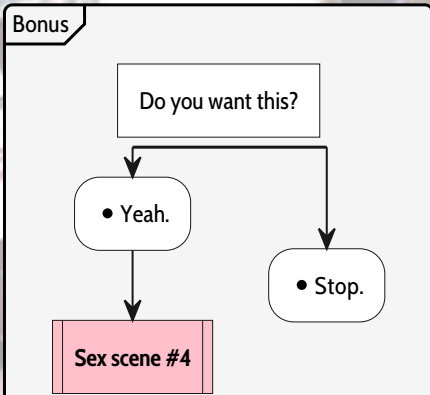 Bonus
Do you want this?
• Yeah.
• Stop.
Sex scene #4